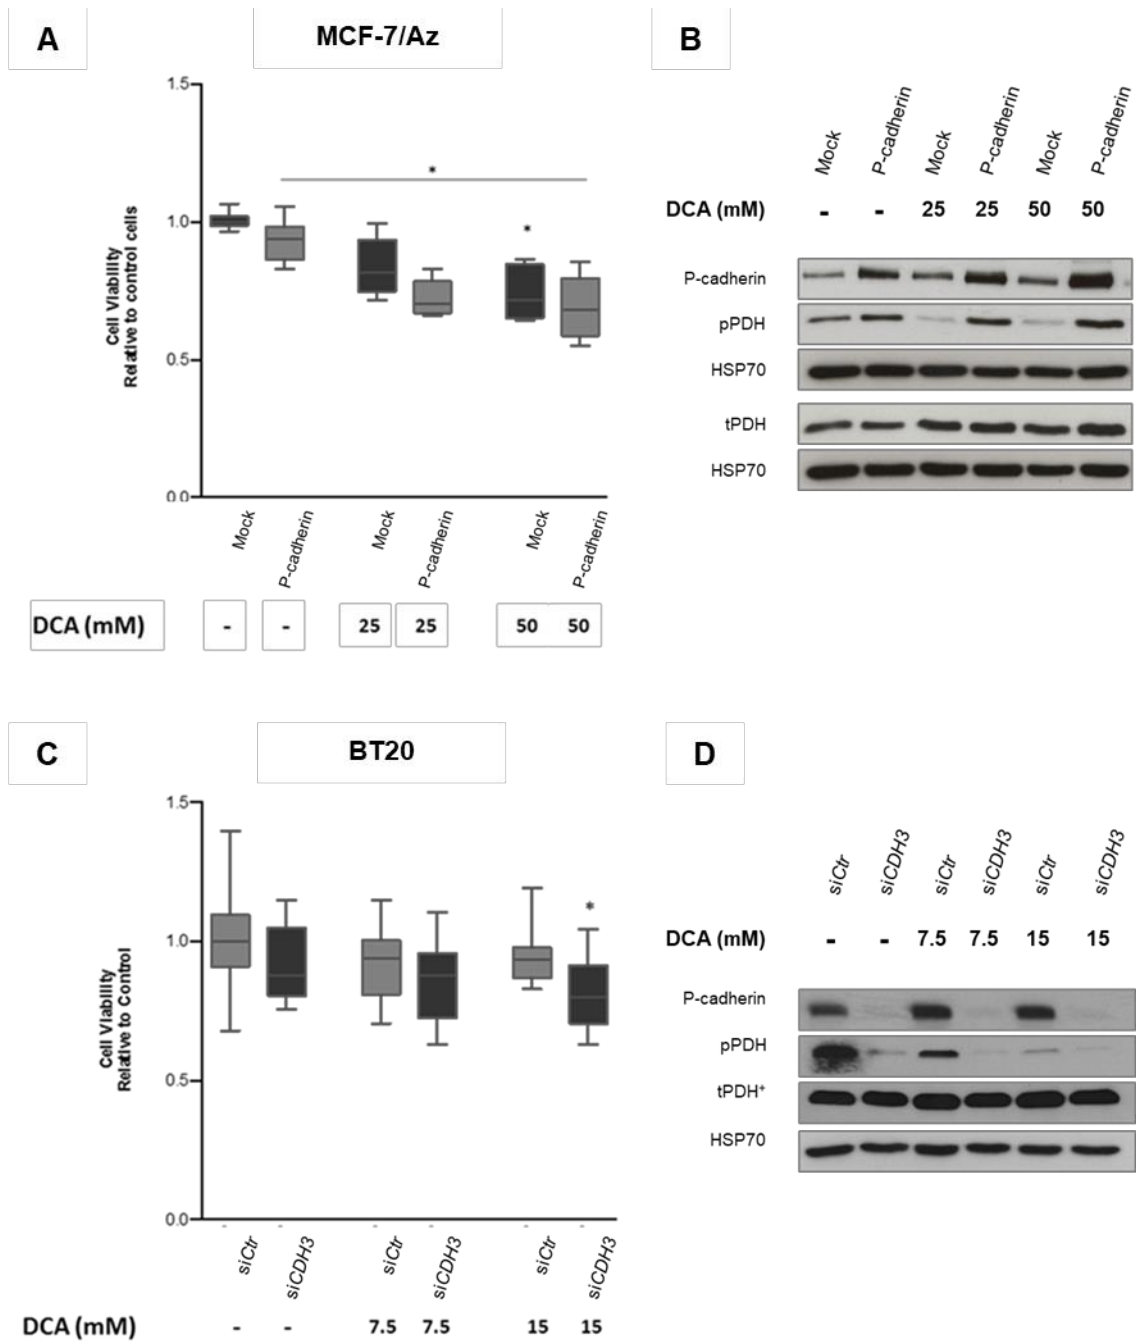 A
MCF-7/Az
Cell Viability
Relative to control cells
1.5
1.0
0.5
0.0
*
*
Mock
P-cadherin
Mock
P-cadherin
Mock
P-cadherin
DCA (mM)
-
-
25
25
50
50
B
Mock
P-cadherin
Mock
P-cadherin
Mock
P-cadherin
DCA (mM)
-
-
25
25
50
50
P-cadherin
pPDH
HSP70
tPDH
HSP70
C
BT20
Cell Viability
Relative to Control
1.5
1.0
0.5
0.0
*
siCtr
siCDH3
siCtr
siCDH3
siCtr
siCDH3
DCA (mM)
-
-
7.5
7.5
15
15
D
siCtr
siCDH3
siCtr
siCDH3
siCtr
siCDH3
DCA (mM)
-
-
7.5
7.5
15
15
P-cadherin
pPDH
tPDH⁺
HSP70